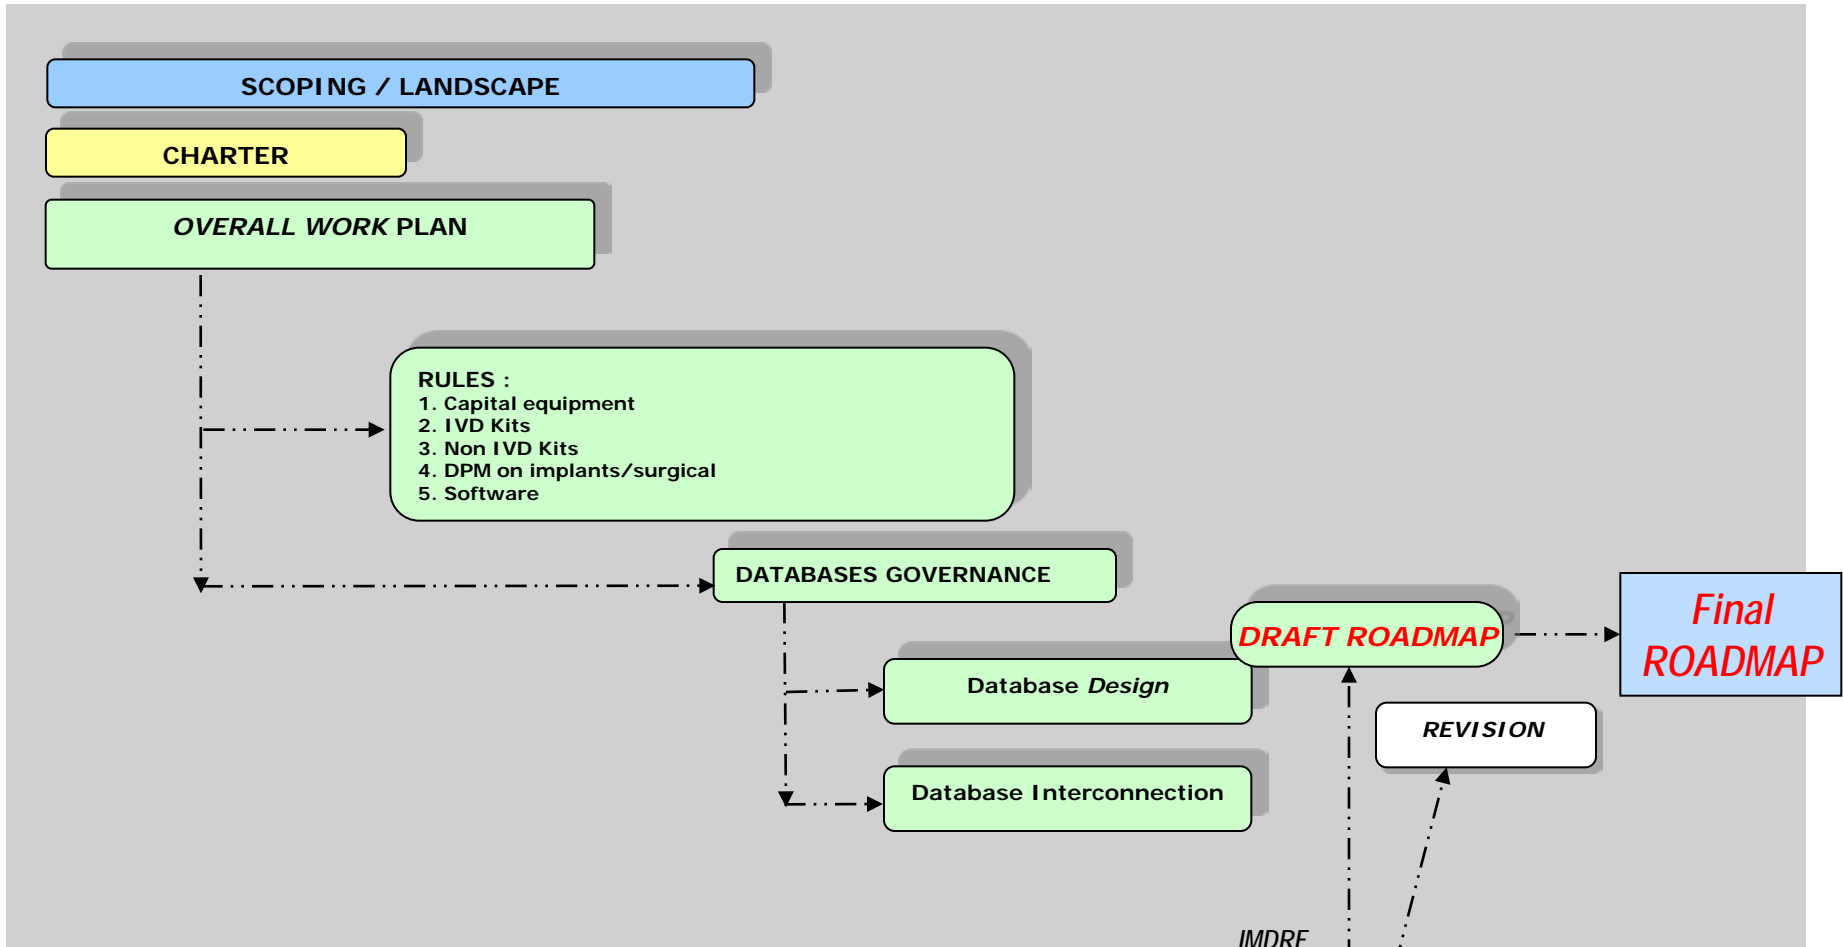 SCOPING / LANDSCAPE
CHARTER
OVERALL WORK PLAN
RULES :
1. Capital equipment
2. IVD Kits
3. Non IVD Kits
4. DPM on implants/surgical
5. Software
DATABASES GOVERNANCE
DRAFT ROADMAP
Final
ROADMAP
Database Design
REVISION
Database Interconnection
IMDRF